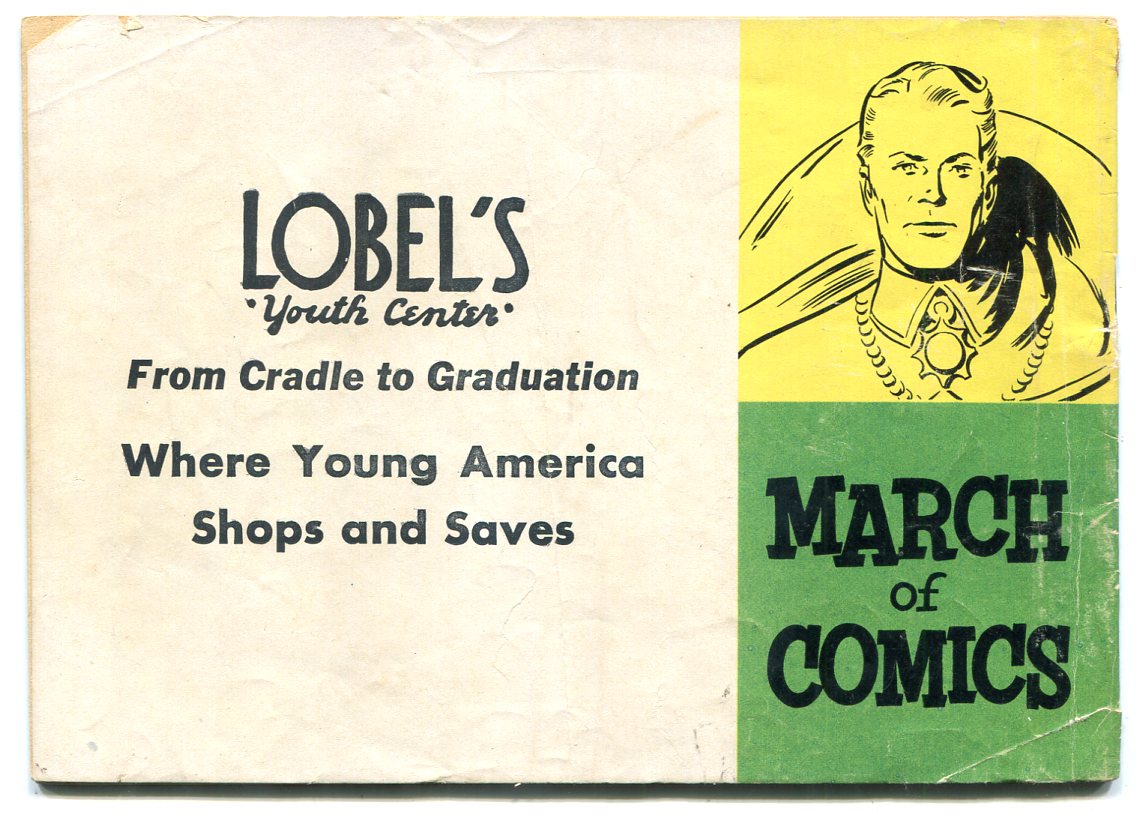 LOBEL'S
"Youth Center"
From Cradle to Graduation
Where Young America
Shops and Saves
MARCH
of
COMICS